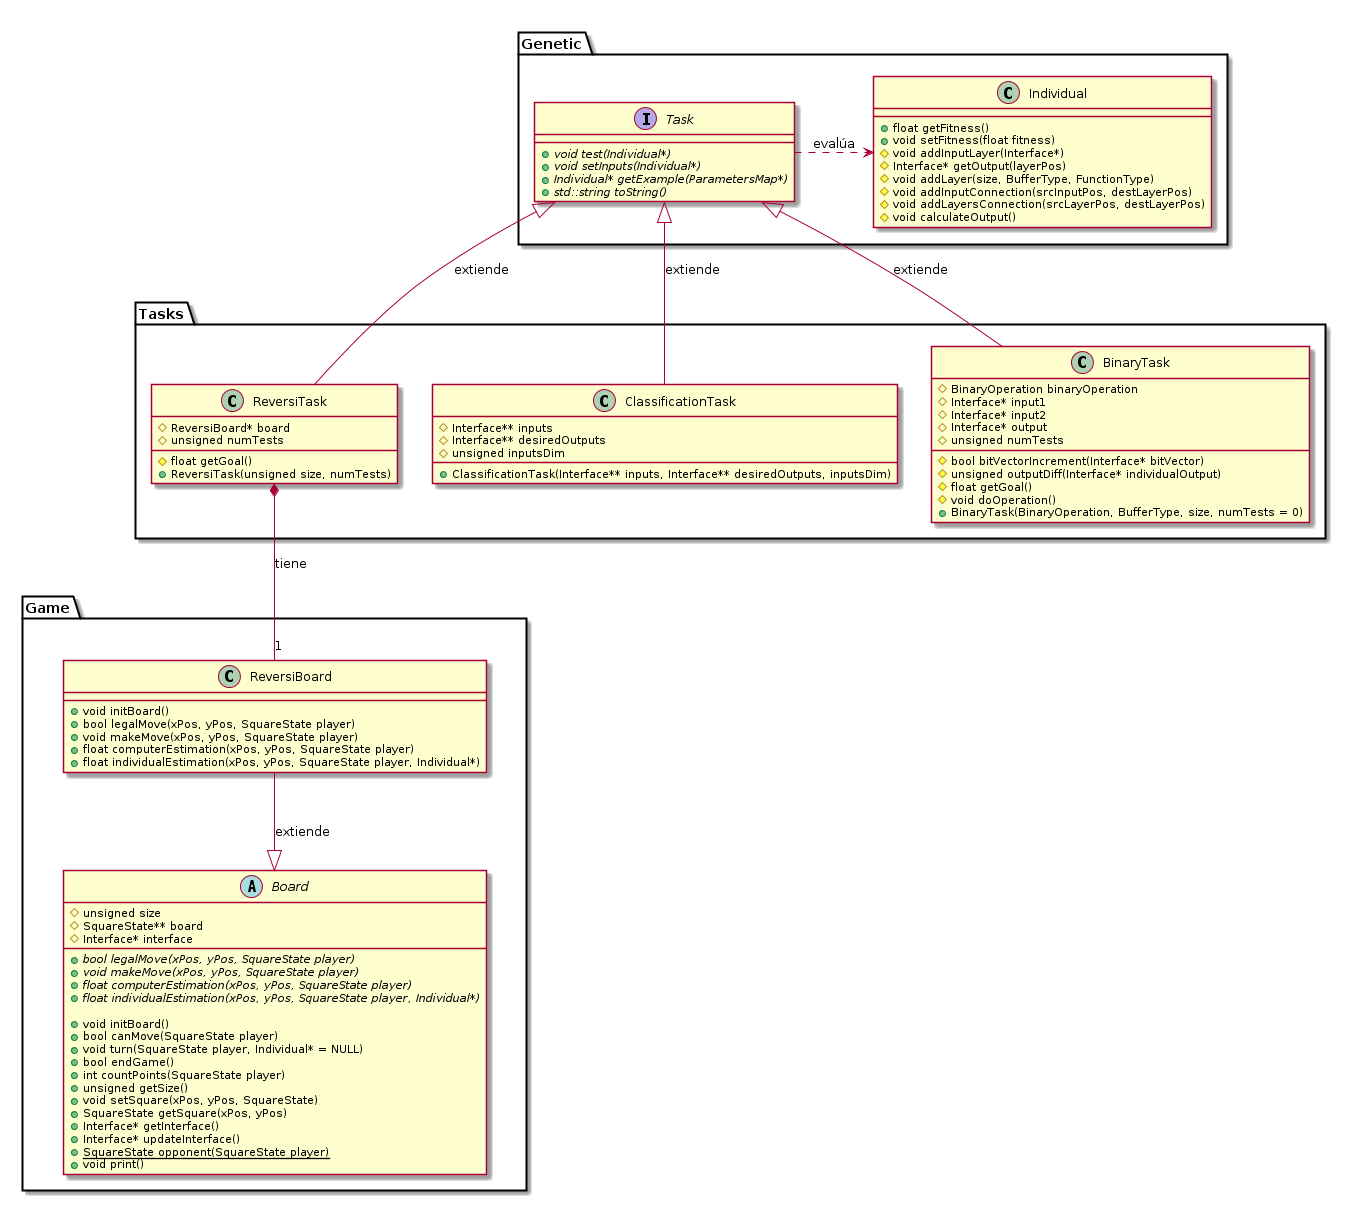 Genetic
I Task
void test(Individual*)
void setInputs(Individual*)
Individual* getExample(ParametersMap*)
std::string toString()
evalúa
C Individual
float getFitness()
void setFitness(float fitness)
void addInputLayer(Interface*)
Interface* getOutput(layerPos)
void addLayer(size, BufferType, FunctionType)
void addInputConnection(srcInputPos, destLayerPos)
void addLayersConnection(srcLayerPos, destLayerPos)
void calculateOutput()
extiende
extiende
extiende
Tasks
C ReversiTask
ReversiBoard* board
unsigned numTests
float getGoal()
ReversiTask(unsigned size, numTests)
C ClassificationTask
Interface** inputs
Interface** desiredOutputs
unsigned inputsDim
ClassificationTask(Interface** inputs, Interface** desiredOutputs, inputsDim)
C BinaryTask
BinaryOperation binaryOperation
Interface* input1
Interface* input2
Interface* output
unsigned numTests
bool bitVectorIncrement(Interface* bitVector)
unsigned outputDiff(Interface* individualOutput)
float getGoal()
void doOperation()
BinaryTask(BinaryOperation, BufferType, size, numTests = 0)
tiene
1
Game
C ReversiBoard
void initBoard()
bool legalMove(xPos, yPos, SquareState player)
void makeMove(xPos, yPos, SquareState player)
float computerEstimation(xPos, yPos, SquareState player)
float individualEstimation(xPos, yPos, SquareState player, Individual*)
extiende
A Board
unsigned size
SquareState** board
Interface* interface
bool legalMove(xPos, yPos, SquareState player)
void makeMove(xPos, yPos, SquareState player)
float computerEstimation(xPos, yPos, SquareState player)
float individualEstimation(xPos, yPos, SquareState player, Individual*)
void initBoard()
bool canMove(SquareState player)
void turn(SquareState player, Individual* = NULL)
bool endGame()
int countPoints(SquareState player)
unsigned getSize()
void setSquare(xPos, yPos, SquareState)
SquareState getSquare(xPos, yPos)
Interface* getInterface()
Interface* updateInterface()
SquareState opponent(SquareState player)
void print()